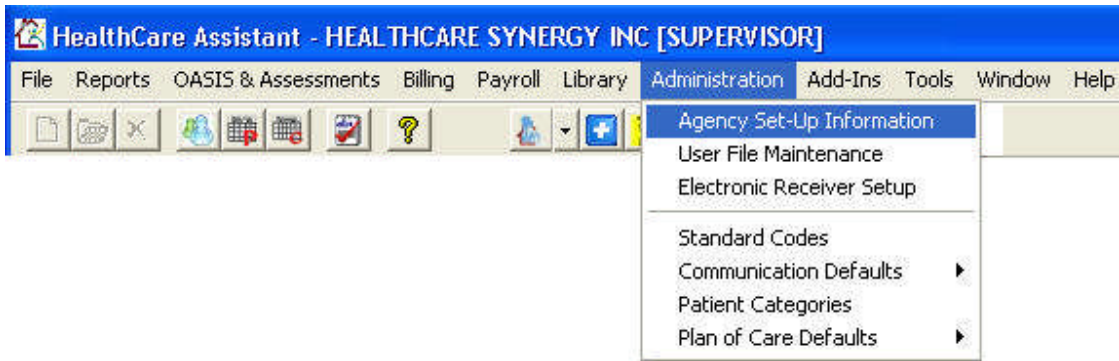 HealthCare Assistant - HEALTHCARE SYNERGY INC [SUPERVISOR]
File Reports OASIS & Assessments Billing Payroll Library Administration Add-Ins Tools Window Help
Agency Set-Up Information
User File Maintenance
Electronic Receiver Setup
Standard Codes
Communication Defaults
Patient Categories
Plan of Care Defaults